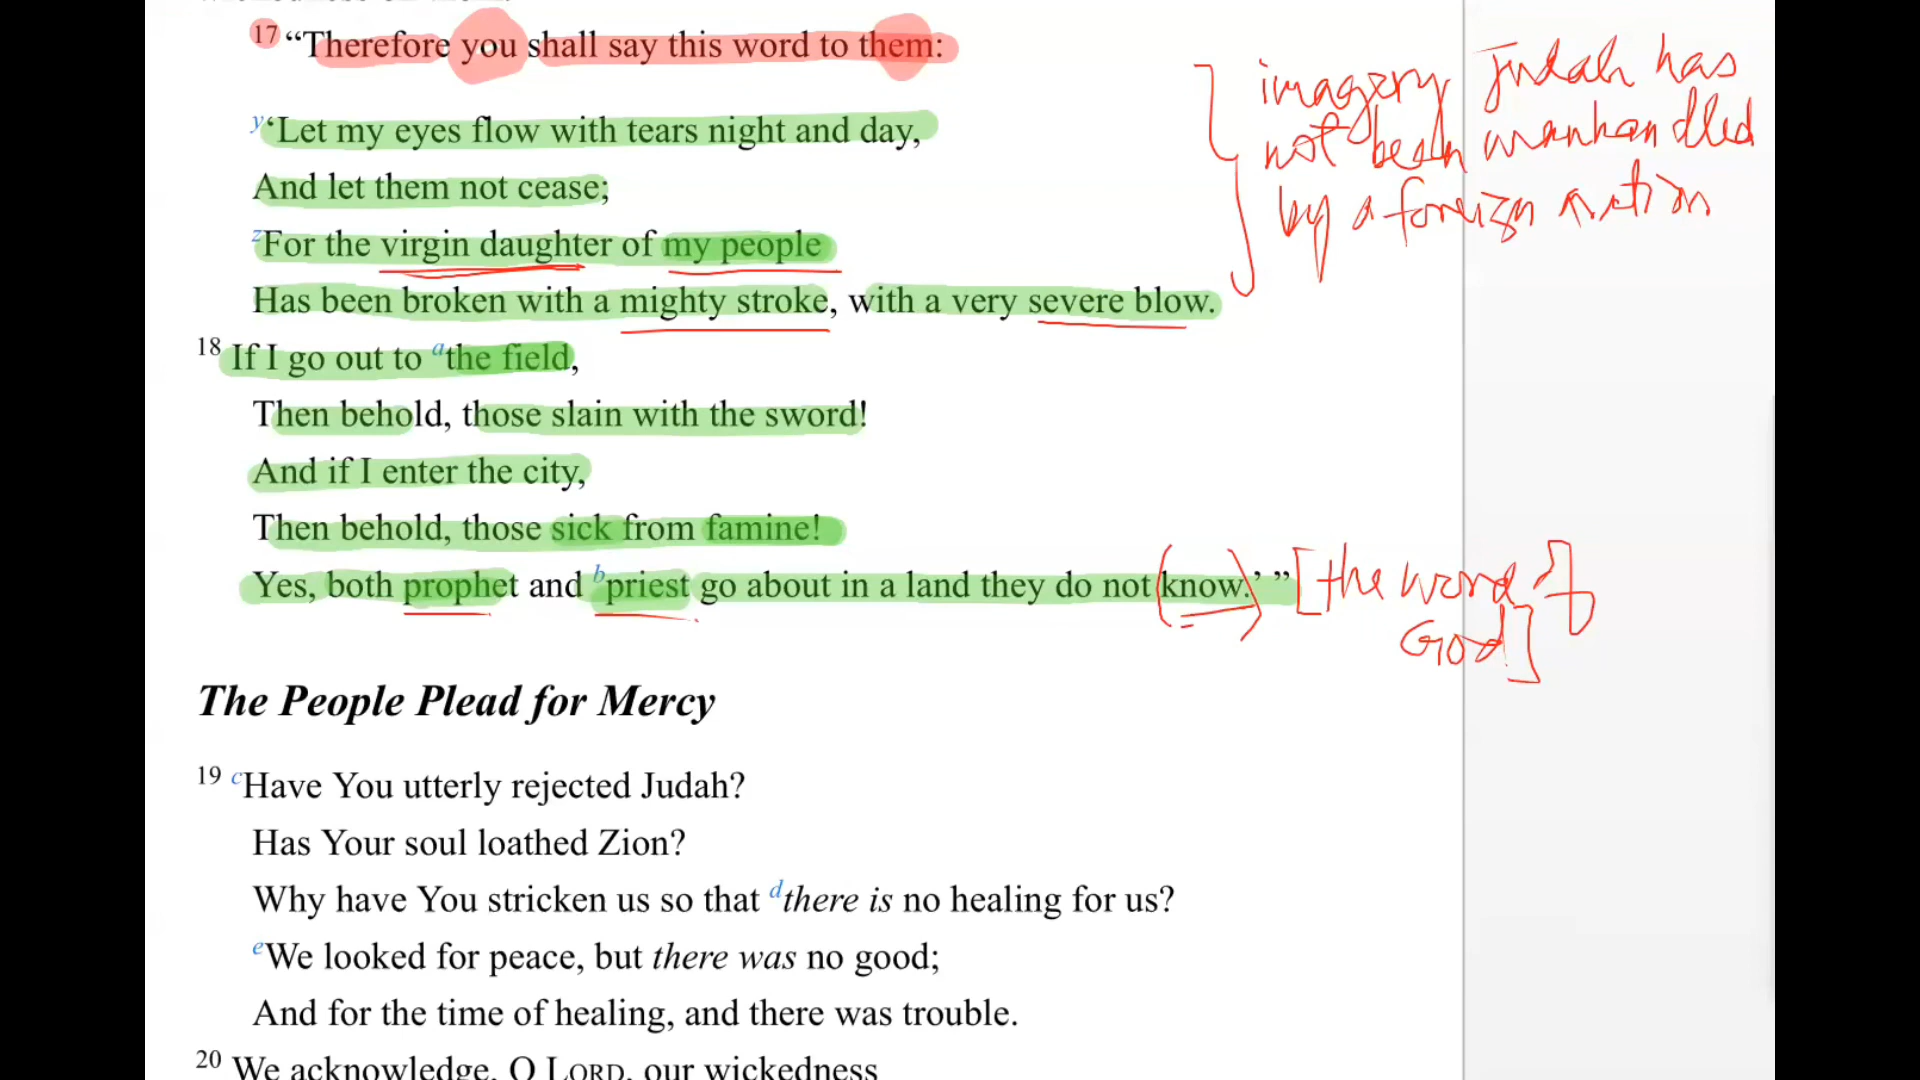 17 “Therefore you shall say this word to them:
imagery Judah has
not been manhandled
by a foreign nation
y‘Let my eyes flow with tears night and day,
And let them not cease;
zFor the virgin daughter of my people
Has been broken with a mighty stroke, with a very severe blow.
18 If I go out to athe field,
Then behold, those slain with the sword!
And if I enter the city,
Then behold, those sick from famine!
Yes, both prophet and bpriest go about in a land they do not (know.’ ”) [the word of
God]
The People Plead for Mercy
19 cHave You utterly rejected Judah?
Has Your soul loathed Zion?
Why have You stricken us so that dthere is no healing for us?
eWe looked for peace, but there was no good;
And for the time of healing, and there was trouble.
20 We acknowledge, O LORD, our wickedness